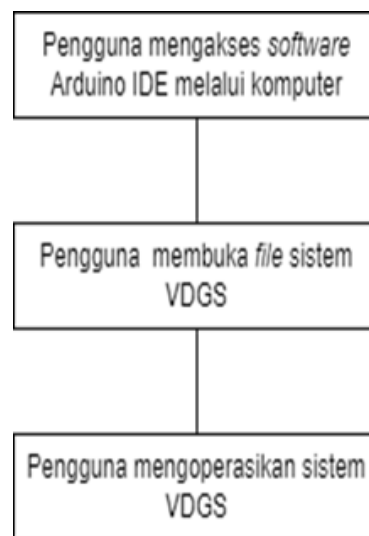 Pengguna mengakses software
Arduino IDE melalui komputer
Pengguna membuka file sistem
VDGS
Pengguna mengoperasikan sistem
VDGS